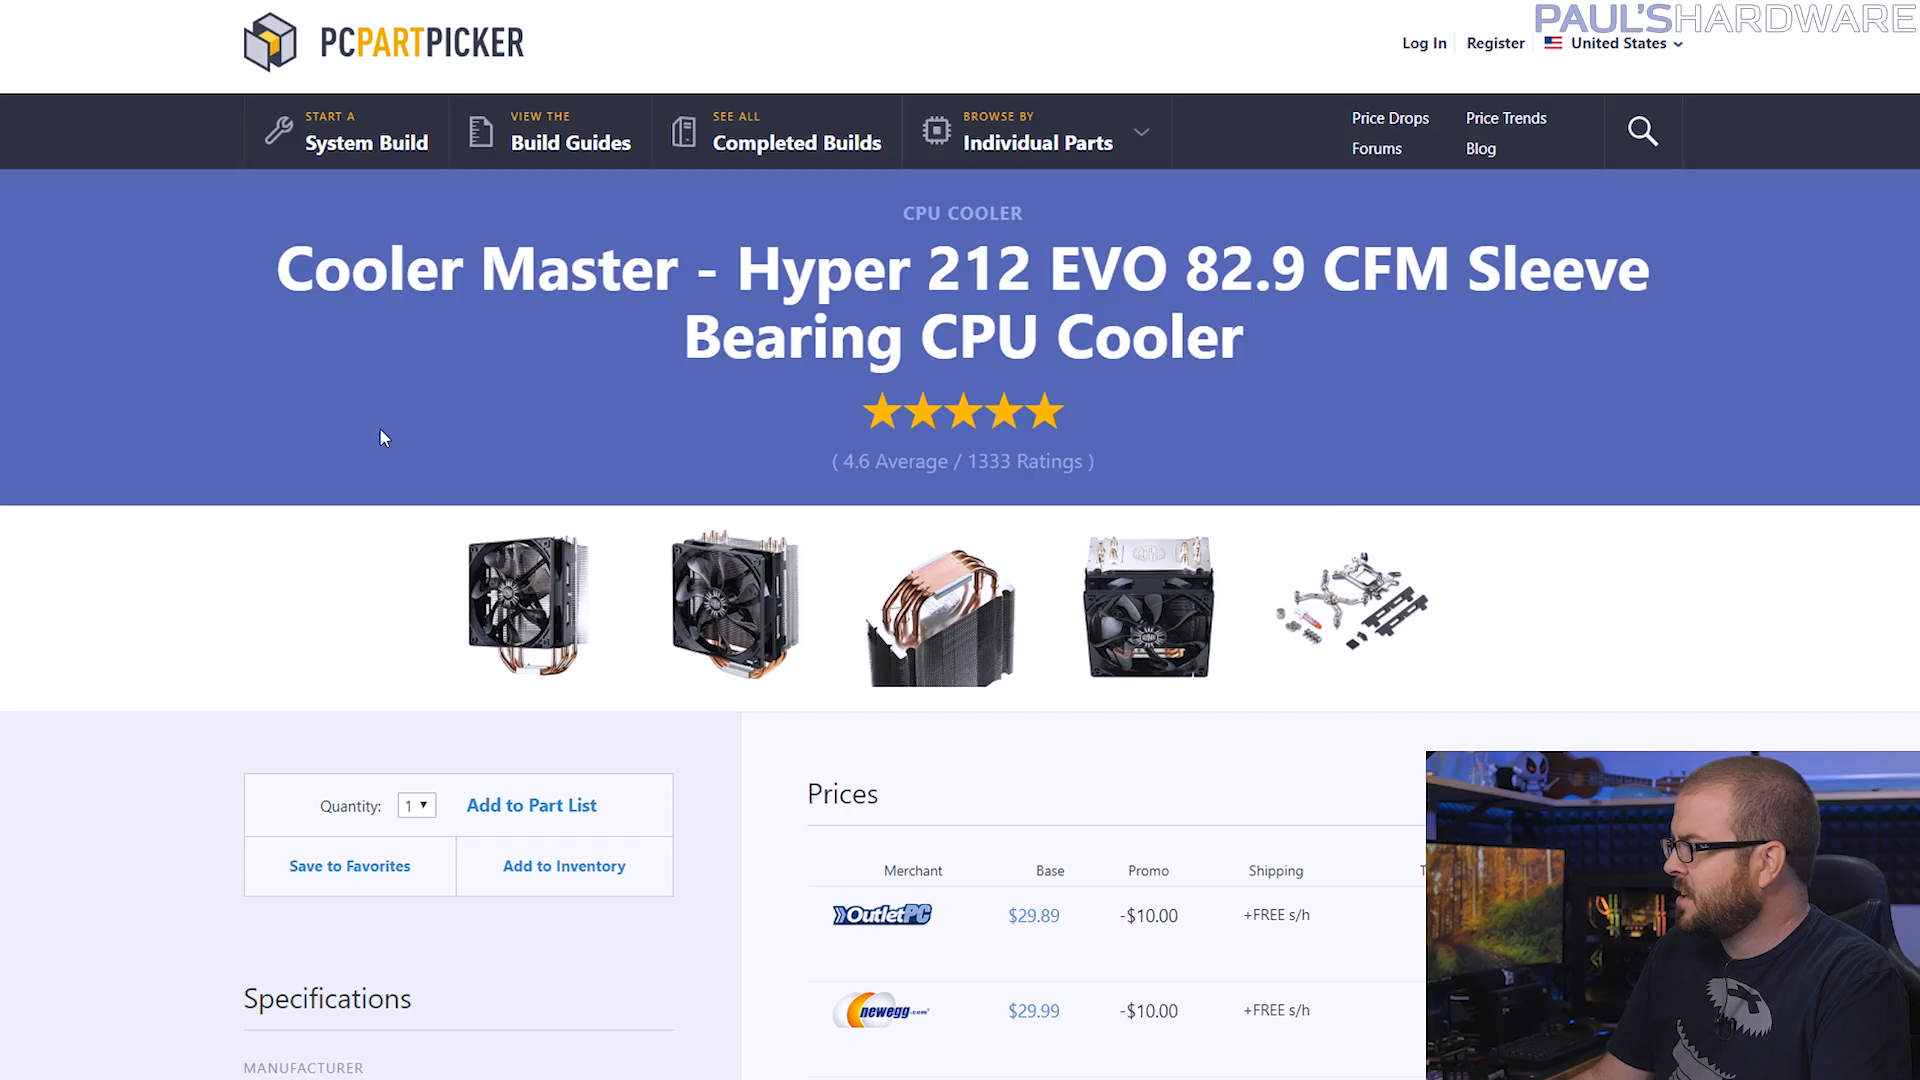 PAUL'SHARDWARE
PCPARTPICKER
Log In
Register
United States
START A
System Build
VIEW THE
Build Guides
SEE ALL
Completed Builds
BROWSE BY
Individual Parts
Price Drops
Price Trends
Forums
Blog
CPU COOLER
Cooler Master - Hyper 212 EVO 82.9 CFM Sleeve
Bearing CPU Cooler
( 4.6 Average / 1333 Ratings )
Quantity: 1
Add to Part List
Save to Favorites
Add to Inventory
Specifications
MANUFACTURER
Prices
Merchant Base Promo Shipping T
OutletPC $29.89 -$10.00 +FREE s/h
newegg.com $29.99 -$10.00 +FREE s/h